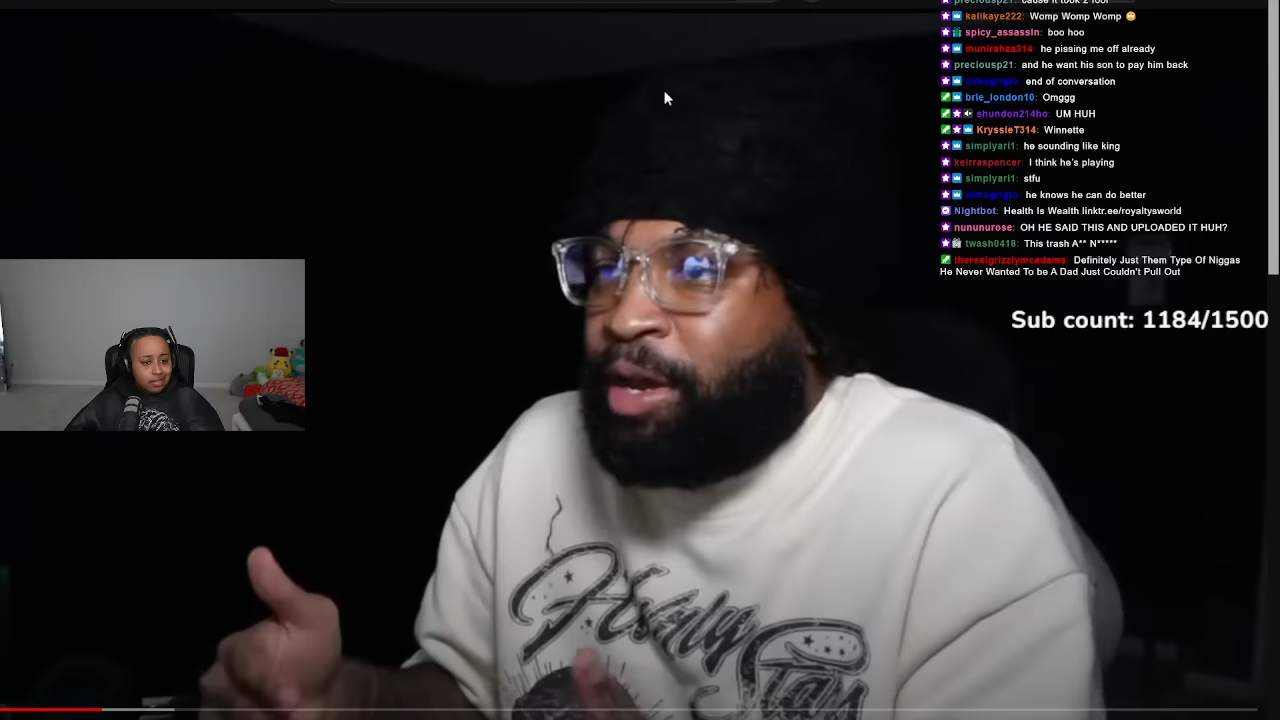 kalikaye222: Womp Womp Womp
spicy_assassin: boo hoo
munirahza314: he pissing me off already
preciousp21: and he want his son to pay him back
end of conversation
brie_london10: Omggg
shundon214ho: UM HUH
KryssieT314: Winnette
simplyari1: he sounding like king
keirraspencer: I think he's playing
simplyari1: stfu
he knows he can do better
Nightbot: Health Is Wealth linktr.ee/royaltysworld
nununurose: OH HE SAID THIS AND UPLOADED IT HUH?
twash0418: This trash A** N*****
therealgrizzlymcadams: Definitely Just Them Type Of Niggas
He Never Wanted To be A Dad Just Couldn't Pull Out
Sub count: 1184/1500